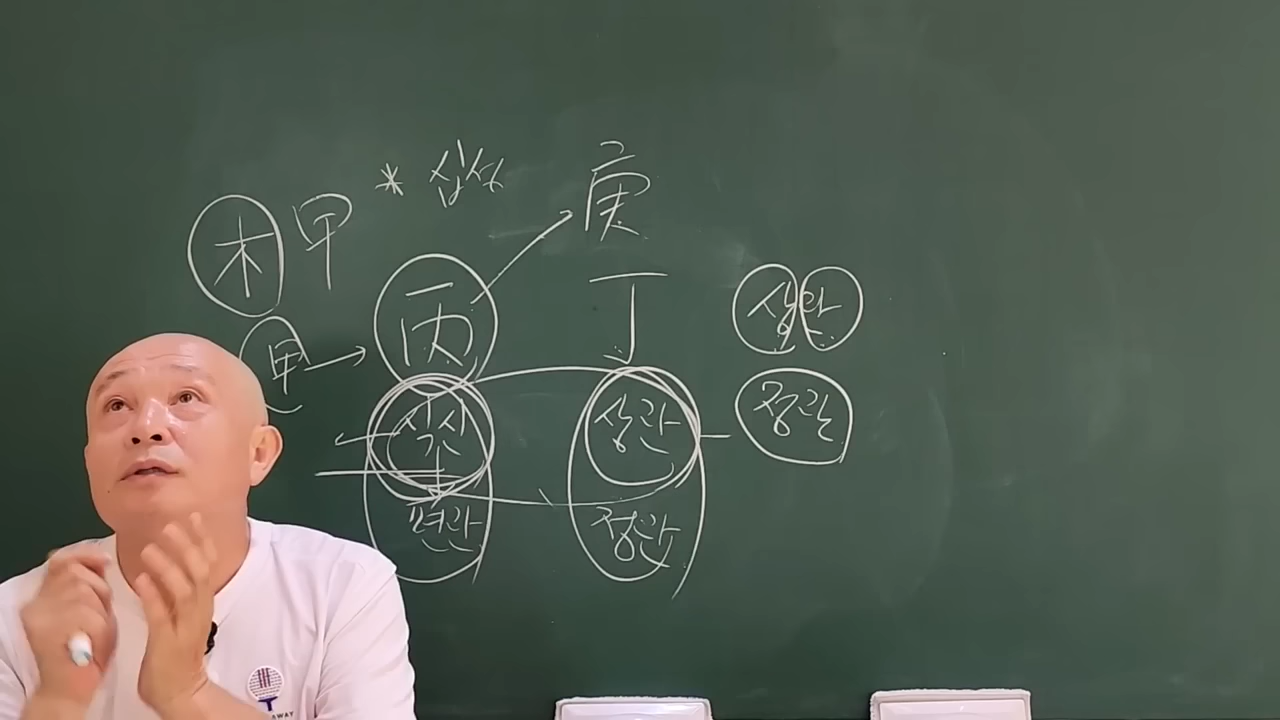 * 십성 庚
木 甲
丙 丁 상관
甲
식신 상관 정관
편관 정관
AWAY